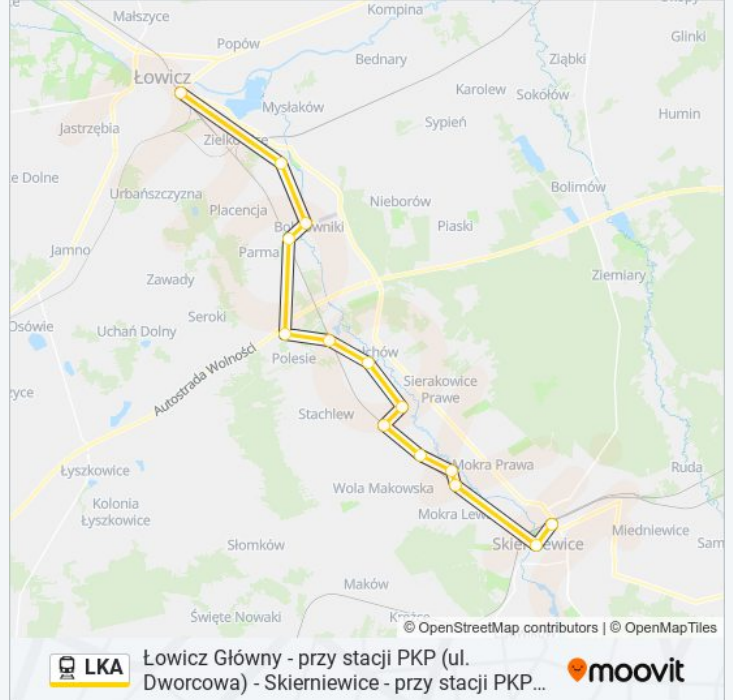 Małszyce
Kompina
Popów
Glinki
Bednary
Ziąbki
Łowicz
Karolew
Sokołów
Mysłaków
Humin
Sypień
Jastrzębia
e Dolne
Bolimów
Urbańszczyzna
Nieborów
Placencja
Piaski
Jamno
Parma
Ziemiary
Zawady
Seroki
Osówie
Uchań Dolny
Polesie
Autostrada Wolności
Sierakowice
Prawe
yce
Stachlew
Mokra Prawa
Ruda
Łyszkowice
Wola Makowska
Kolonia
Łyszkowice
Mokra Lew
Miedniewice
Sam
Słomków
Maków
Święte Nowaki
© OpenStreetMap contributors | © OpenMapTiles
LKA
Łowicz Główny - przy stacji PKP (ul.
Dworcowa) - Skierniewice - przy stacji PKP...
moovit